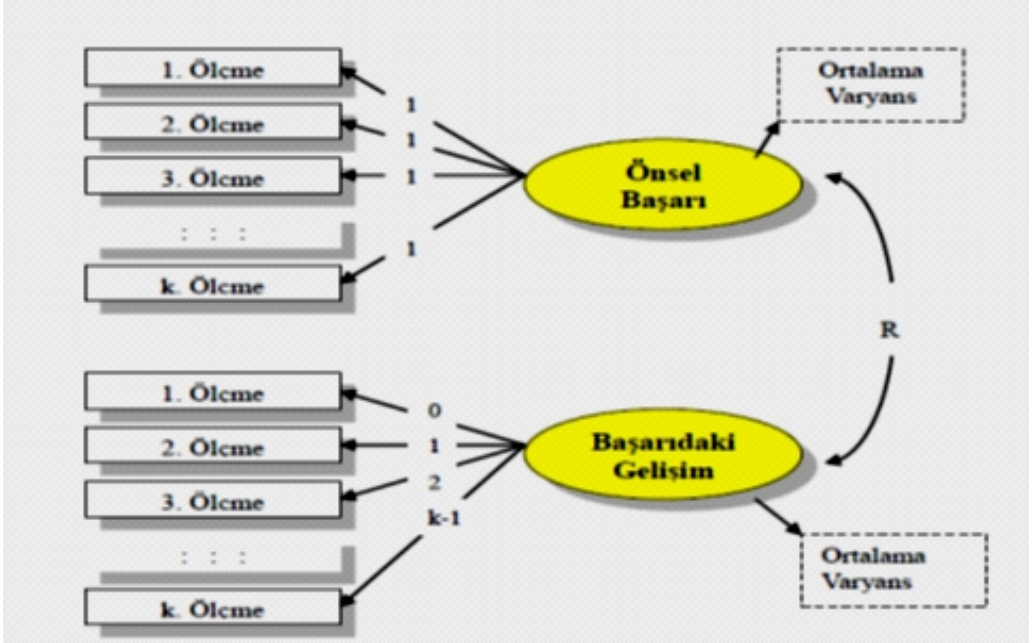 1. Ölçme
2. Ölçme
3. Ölçme
: : :
k. Ölçme
1
1
1
1
Önsel
Başarı
Ortalama
Varyans
R
1. Ölçme
2. Ölçme
3. Ölçme
: : :
k. Ölçme
0
1
2
k-1
Başarıdaki
Gelişim
Ortalama
Varyans